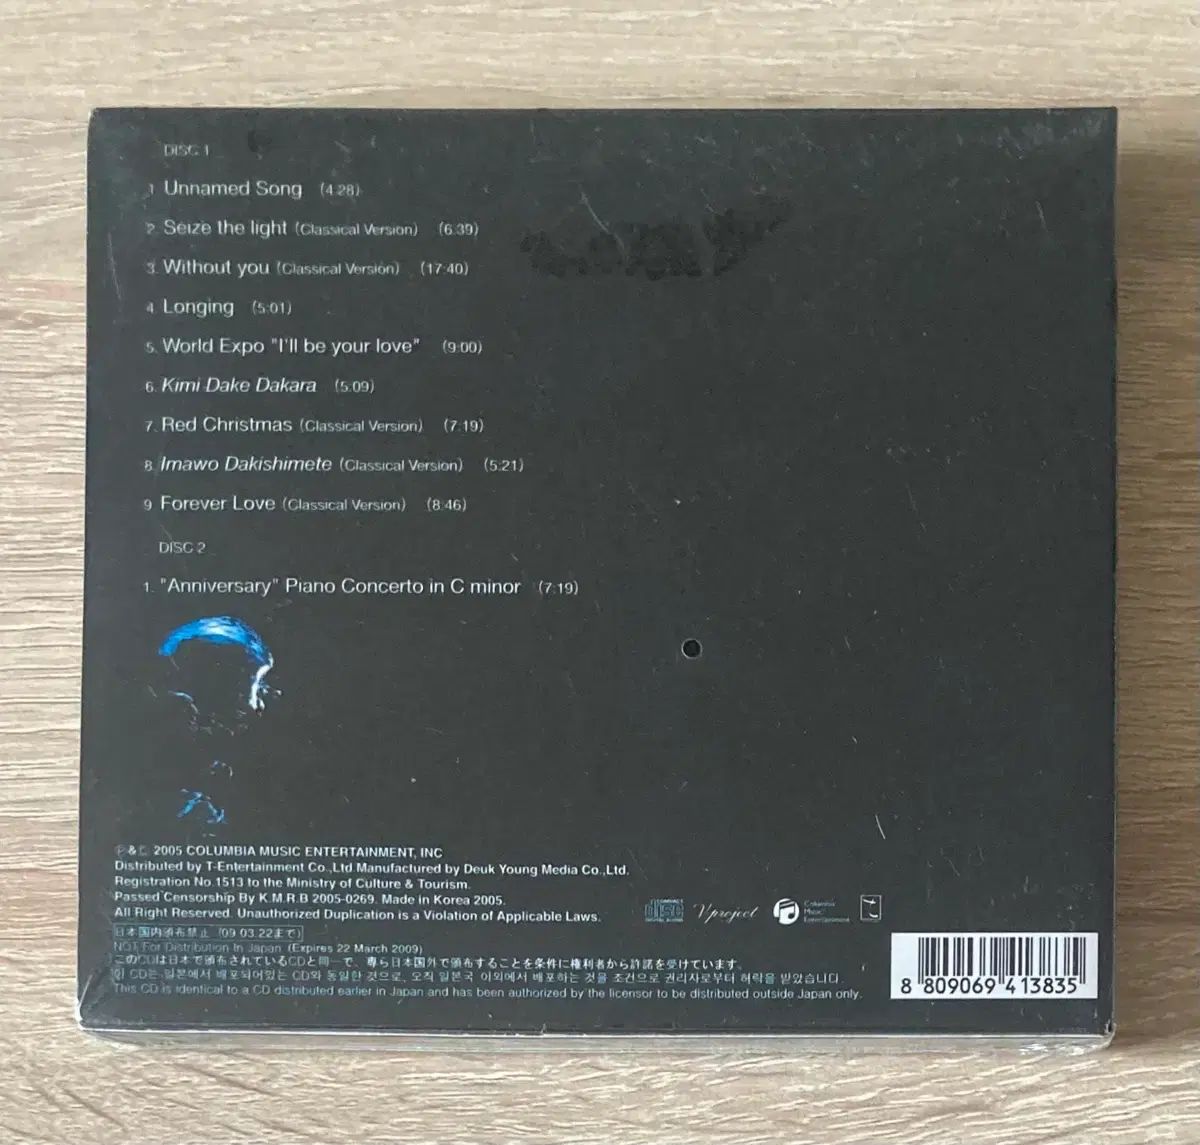 DISC 1
1. Unnamed Song (4:28)
2. Seize the light (Classical Version) (6:39)
3. Without you (Classical Version) (17:40)
4. Longing (5:01)
5. World Expo "I'll be your love" (9:00)
6. Kimi Dake Dakara (5:09)
7. Red Christmas (Classical Version) (7:19)
8. Imawo Dakishimete (Classical Version) (5:21)
9. Forever Love (Classical Version) (8:46)
DISC 2
1. "Anniversary" Piano Concerto in C minor (7:19)
℗ & © 2005 COLUMBIA MUSIC ENTERTAINMENT, INC
Distributed by T-Entertainment Co.,Ltd Manufactured by Deuk Young Media Co.,Ltd.
Registration No.1513 to the Ministry of Culture & Tourism.
Passed Censorship By K.M.R.B 2005-0269. Made in Korea 2005.
All Right Reserved. Unauthorized Duplication is a Violation of Applicable Laws.
COMPACT
disc
DIGITAL AUDIO
V project
Columbia
Music
Entertainment
日本国内頒布禁止 ('09.03.22まで)
NOT For Distribution In Japan (Expires 22 March 2009)
このCDは日本で頒布されているCDと同一で、専ら日本国外で頒布することを条件に権利者から許諾を受けています。
이 CD는 일본에서 배포되어있는 CD와 동일한 것으로, 오직 일본국 이외에서 배포하는 것을 조건으로 권리자로부터 허락을 받았습니다.
This CD is identical to a CD distributed earlier in Japan and has been authorized by the licensor to be distributed outside Japan only.
8 809069 413835